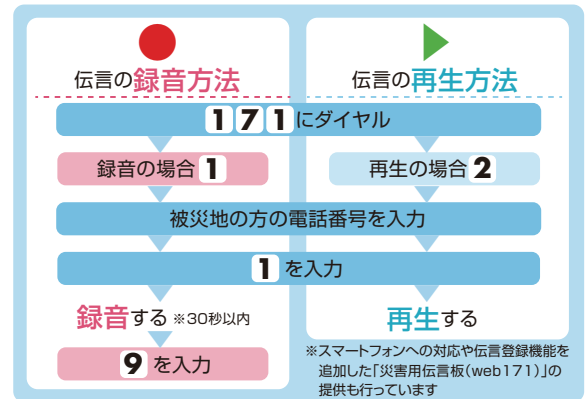 伝言の録音方法
伝言の再生方法
171にダイヤル
録音の場合 1
再生の場合 2
被災地の方の電話番号を入力
1 を入力
録音する ※30秒以内
再生する
9 を入力
※スマートフォンへの対応や伝言登録機能を
追加した「災害用伝言板(web171)」の
提供も行っています